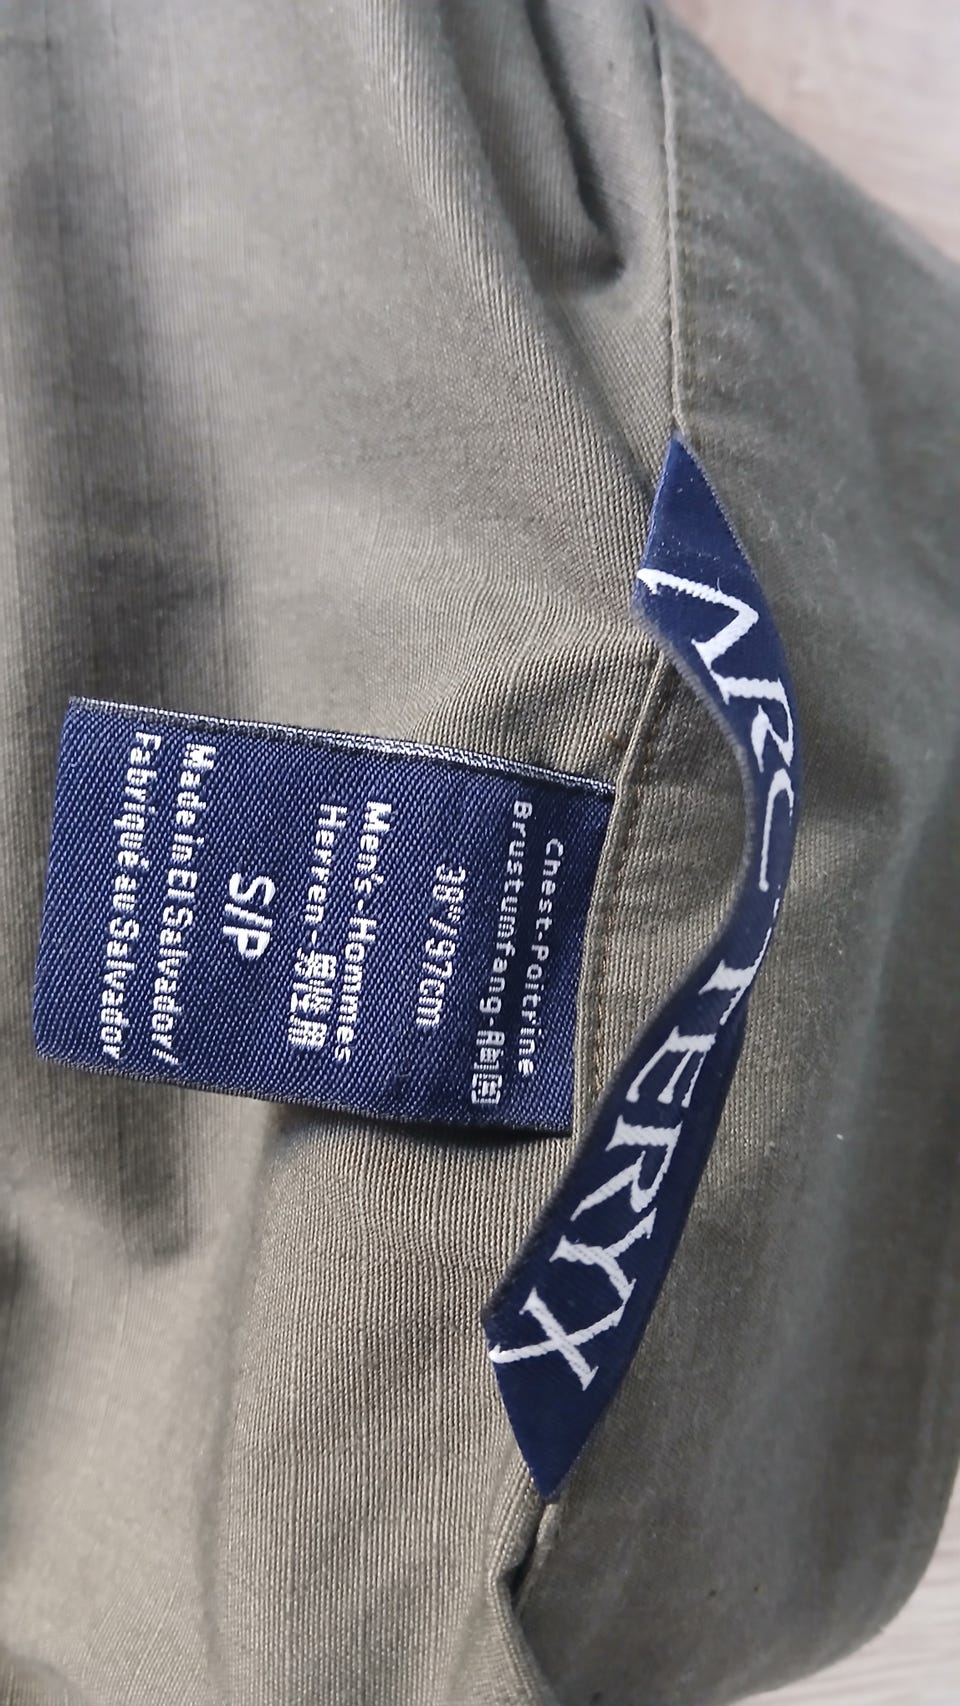 ARC'TERYX
Chest-Poitrine
Brustumfang-胸囲
38"/97cm
Men's-Hommes
Herren-男性用
S/P
Made in El Salvador/
Fabriqué au Salvador